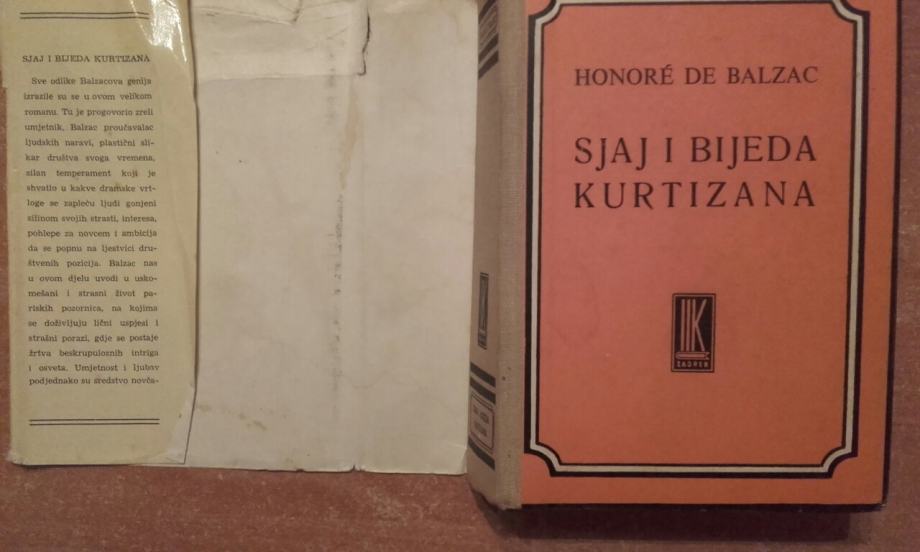 SJAJ I BIJEDA KURTIZANA
Sve odlike Balzacova genija
izrazile su se u ovom velikom
romanu. Tu je progovorio zreli
umjetnik, Balzac proučavalac
ljudskih naravi, plastični sli-
kar društva svoga vremena,
silan temperament koji je
shvatio u kakve dramske vrt-
loge se zapleću ljudi gonjeni
silinom svojih strasti, interesa,
pohlepe za novcem i ambicija
da se popnu na ljestvici dru-
štvenih pozicija. Balzac nas
u ovom djelu uvodi u usko-
mešani i strasni život pa-
riskih pozornica, na kojima
se doživljuju lični uspjesi i
strašni porazi, gdje se postaje
žrtva beskrupuloznih intriga
i osveta. Umjetnost i ljubav
podjednako su sredstvo novča-
HONORÉ DE BALZAC
SJAJ I BIJEDA
KURTIZANA
IIK
ZAGREB